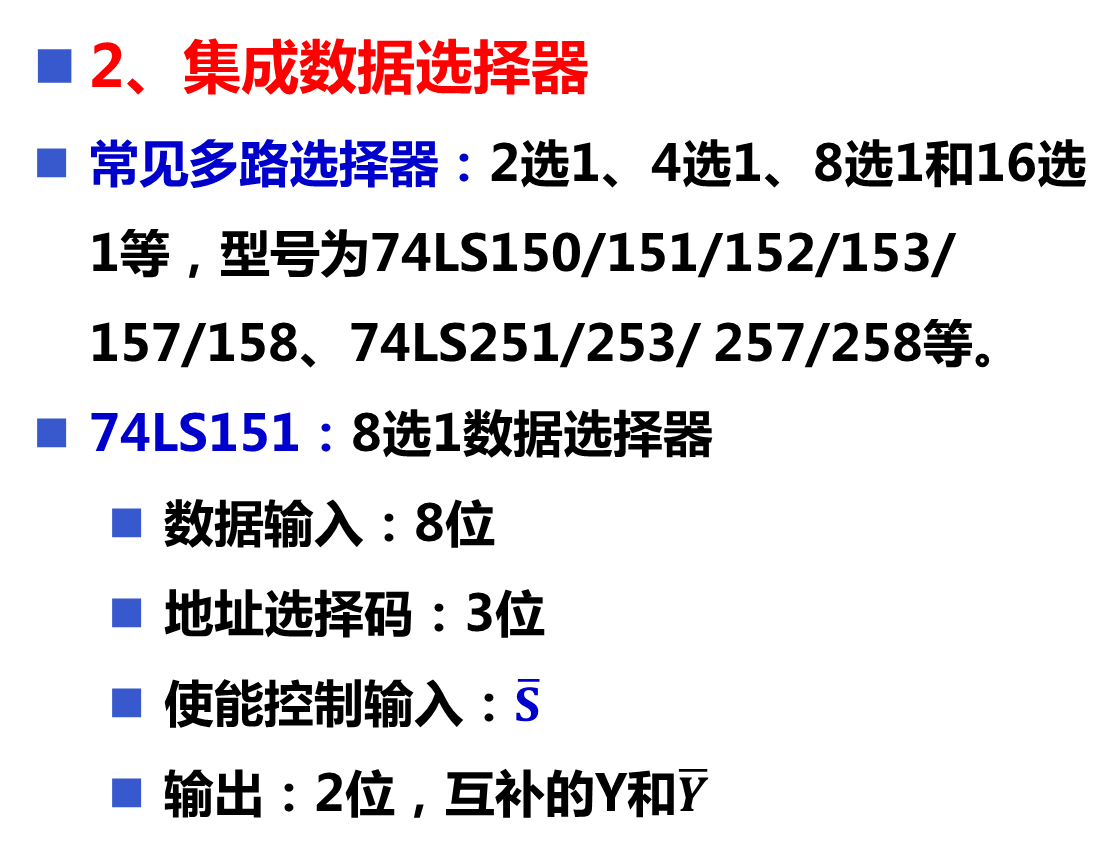 2、集成数据选择器
常见多路选择器：2选1、4选1、8选1和16选
1等，型号为74LS150/151/152/153/
157/158、74LS251/253/ 257/258等。
74LS151：8选1数据选择器
数据输入：8位
地址选择码：3位
使能控制输入：S̅
输出：2位，互补的Y和Y̅